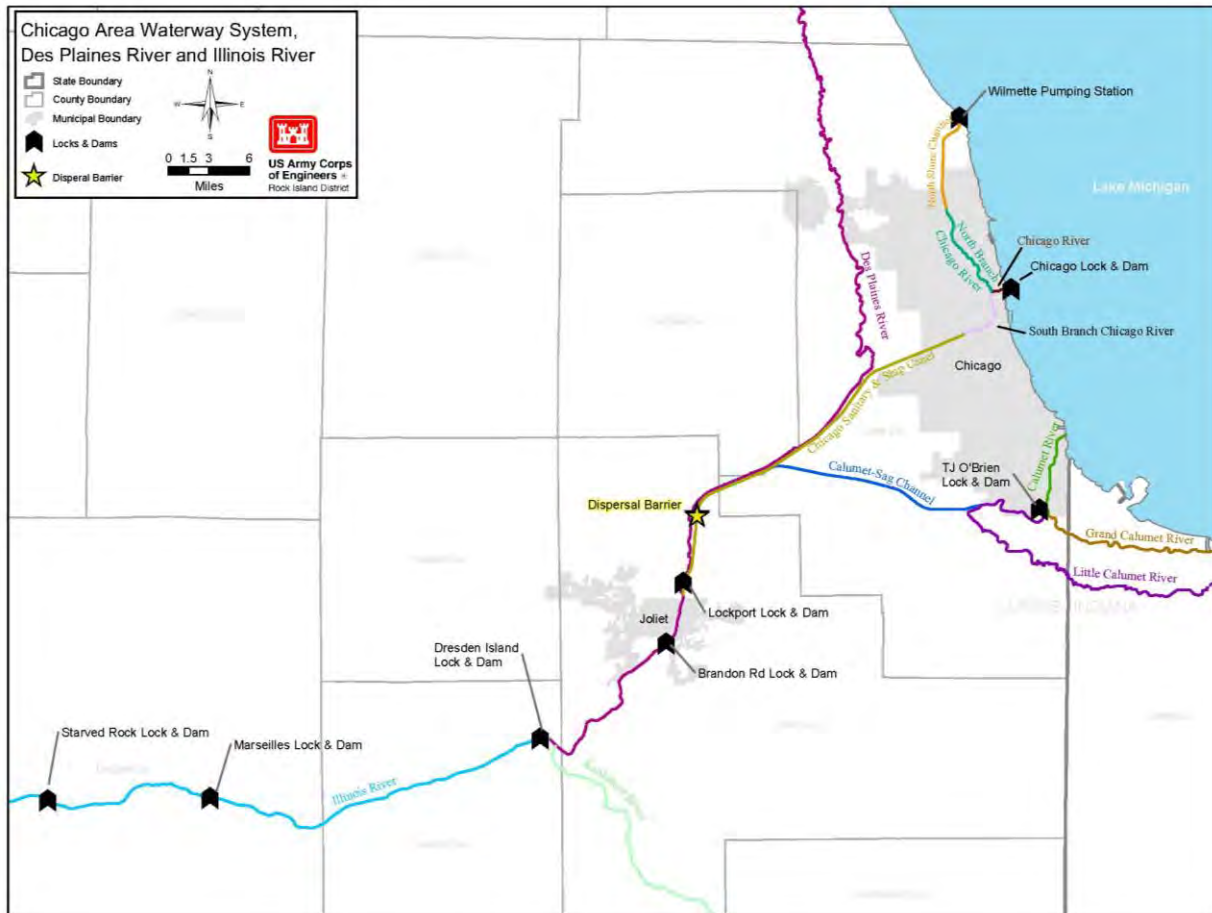 Chicago Area Waterway System,
Des Plaines River and Illinois River
State Boundary
County Boundary
Municipal Boundary
Locks & Dams
Disperal Barrier
N
W
E
S
0 1.5 3 6
Miles
US Army Corps
of Engineers
Rock Island District
Wilmette Pumping Station
North Shore Channel
Lake Michigan
North Branch
Chicago River
Chicago River
Chicago Lock & Dam
Des Plaines River
South Branch Chicago River
Chicago
Chicago Sanitary & Ship
Calumet River
TJ O'Brien
Lock & Dam
Calumet-Sag Channel
Dispersal Barrier
Grand Calumet River
Little Calumet River
INDIANA
Lockport Lock & Dam
Joliet
Dresden Island
Lock & Dam
Brandon Rd Lock & Dam
Starved Rock Lock & Dam
Marseilles Lock & Dam
Illinois River
Kankakee River